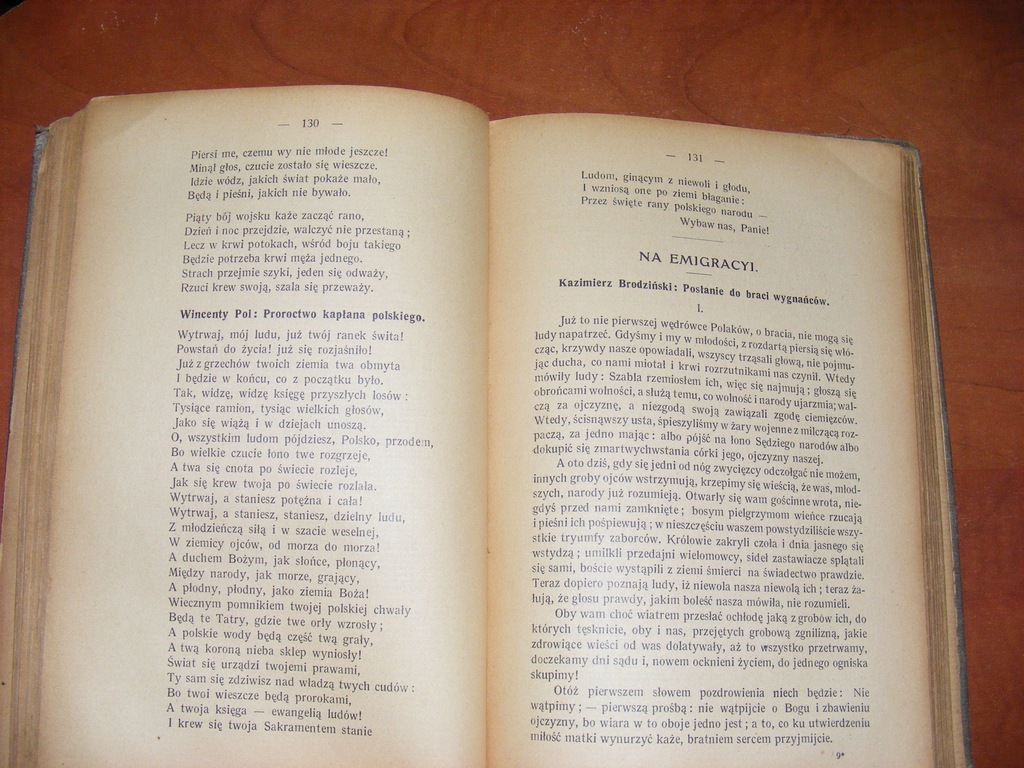 — 130 —
Piersi me, czemu wy nie młode jeszcze!
Minął głos, czucie zostało się wieszcze.
Idzie wódz, jakich świat pokaże mało,
Będą i pieśni, jakich nie bywało.
Piąty bój wojsku każe zacząć rano,
Dzień i noc przejdzie, walczyć nie przestaną;
Lecz w krwi potokach, wśród boju takiego
Będzie potrzeba krwi męża jednego.
Strach przejmie szyki, jeden się odważy,
Rzuci krew swoją, szala się przeważy.
Wincenty Pol: Proroctwo kapłana polskiego.
Wytrwaj, mój ludu, już twój ranek świta!
Powstań do życia! już się rozjaśniło!
Już z grzechów twoich ziemia twa obmyta
I będzie w końcu, co z początku było.
Tak, widzę, widzę księgę przyszłych losów:
Tysiące ramion, tysiąc wielkich głosów,
Jako się wiążą i w dziejach unoszą.
O, wszystkim ludom pójdziesz, Polsko, przodem,
Bo wielkie czucie łono twe rozgrzeje,
A twa się cnota po świecie rozleje,
Jak się krew twoja po świecie rozlała.
Wytrwaj, a staniesz potężna i cała!
Wytrwaj, a staniesz, staniesz, dzielny ludu,
Z młodzieńczą siłą i w szacie weselnej,
W ziemicy ojców, od morza do morza!
A duchem Bożym, jak słońce, płonący,
Między narody, jak morze, grający,
A płodny, płodny, jako ziemia Boża!
Wiecznym pomnikiem twojej polskiej chwały
Będą te Tatry, gdzie twe orły wzrosły;
A polskie wody będą część twą grały,
A twą koroną nieba sklep wyniosły!
Świat się urządzi twojemi prawami,
Ty sam się zdziwisz nad władzą twych cudów:
Bo twoi wieszcze będą prorokami,
A twoja księga — ewangelią ludów!
I krew się twoja Sakramentem stanie
— 131 —
Ludom, ginącym z niewoli i głodu,
I wzniosą one po ziemi błaganie:
Przez święte rany polskiego narodu —
Wybaw nas, Panie!
NA EMIGRACYI.
Kazimierz Brodziński: Posłanie do braci wygnańców.
I.
Już to nie pierwszej wędrówce Polaków, o bracia, nie mogą się
ludy napatrzeć. Gdyśmy i my w młodości, z rozdartą piersią się włó-
cząc, krzywdy nasze opowiadali, wszyscy trząsali głową, nie pojmu-
jąc ducha, co nami miotał i krwi rozrzutnikami nas czynił. Wtedy
mówiły ludy: Szabla rzemiosłem ich, więc się najmują; głoszą się
obrońcami wolności, a służą temu, co wolność i narody ujarzmia; wal-
czą za ojczyznę, a niezgodą swoją zawiązali zgodę ciemięzców.
Wtedy, ścisnąwszy usta, śpieszyliśmy w żary wojenne z milczącą roz-
paczą, za jedno mając: albo pójść na łono Sędziego narodów albo
dokupić się zmartwychwstania córki jego, ojczyzny naszej.
A oto dziś, gdy się jedni od nóg zwycięzcy odczołgać nie możem,
innych groby ojców wstrzymują, krzepimy się wieścią, że was, młod-
szych, narody już rozumieją. Otwarły się wam gościnne wrota, nie-
gdyś przed nami zamknięte; bosym pielgrzymom wieńce rzucają
i pieśni ich pośpiewują; w nieszczęściu waszem powstydziliście wszy-
stkie tryumfy zaborców. Królowie zakryli czoła i dnia jasnego się
wstydzą; umilkli przedajni wielomowcy, sideł zastawiacze splątali
się sami, boście wystąpili z ziemi śmierci na świadectwo prawdzie.
Teraz dopiero poznają ludy, iż niewola nasza niewolą ich; teraz ża-
łują, że głosu prawdy, jakim boleść nasza mówiła, nie rozumieli.
Oby wam choć wiatrem przesłać ochłodę jaką z grobów ich, do
których tęsknicie, oby i nas, przejętych grobową zgnilizną, jakie
zdrowiące wieści od was dolatywały, aż to wszystko przetrwamy,
doczekamy dni sądu i, nowem ocknieni życiem, do jednego ogniska
skupimy!
Otóż pierwszem słowem pozdrowienia niech będzie: Nie
wątpimy; — pierwszą prośbą: nie wątpijcie o Bogu i zbawieniu
ojczyzny, bo wiara w to oboje jedno jest; a to, co ku utwierdzeniu
miłość matki wynurzyć każe, bratniem sercem przyjmijcie.
9*